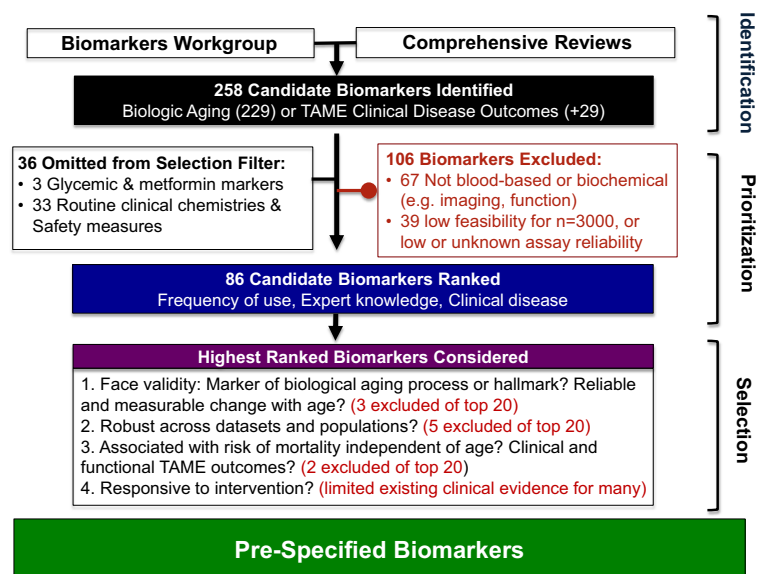 Biomarkers Workgroup
Comprehensive Reviews
258 Candidate Biomarkers Identified
Biologic Aging (229) or TAME Clinical Disease Outcomes (+29)
Identification
36 Omitted from Selection Filter:
• 3 Glycemic & metformin markers
• 33 Routine clinical chemistries &
Safety measures
106 Biomarkers Excluded:
• 67 Not blood-based or biochemical
(e.g. imaging, function)
• 39 low feasibility for n=3000, or
low or unknown assay reliability
Prioritization
86 Candidate Biomarkers Ranked
Frequency of use, Expert knowledge, Clinical disease
Highest Ranked Biomarkers Considered
1. Face validity: Marker of biological aging process or hallmark? Reliable
and measurable change with age? (3 excluded of top 20)
2. Robust across datasets and populations? (5 excluded of top 20)
3. Associated with risk of mortality independent of age? Clinical and
functional TAME outcomes? (2 excluded of top 20)
4. Responsive to intervention? (limited existing clinical evidence for many)
Selection
Pre-Specified Biomarkers